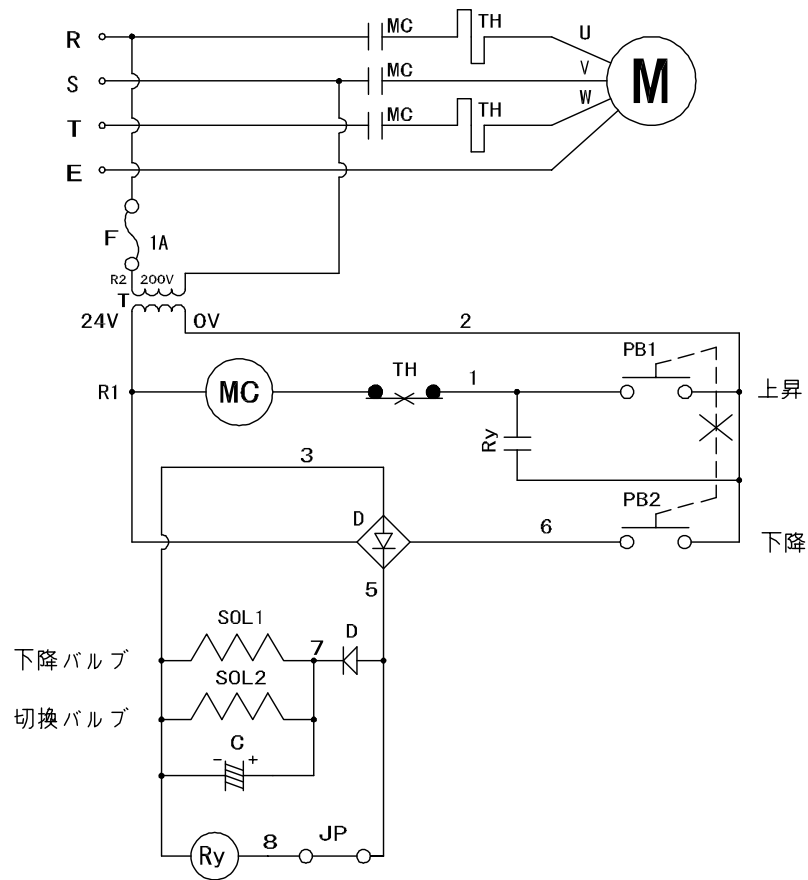 R MC TH U
S MC V M
T MC TH W
E
F 1A
R2 200V
T
24V 0V 2
PB1
R1 MC TH 1 上昇
Ry
3
PB2
D 6 下降
5
SOL1 D
下降バルブ 7
SOL2
切換バルブ
C
- +
Ry 8 JP